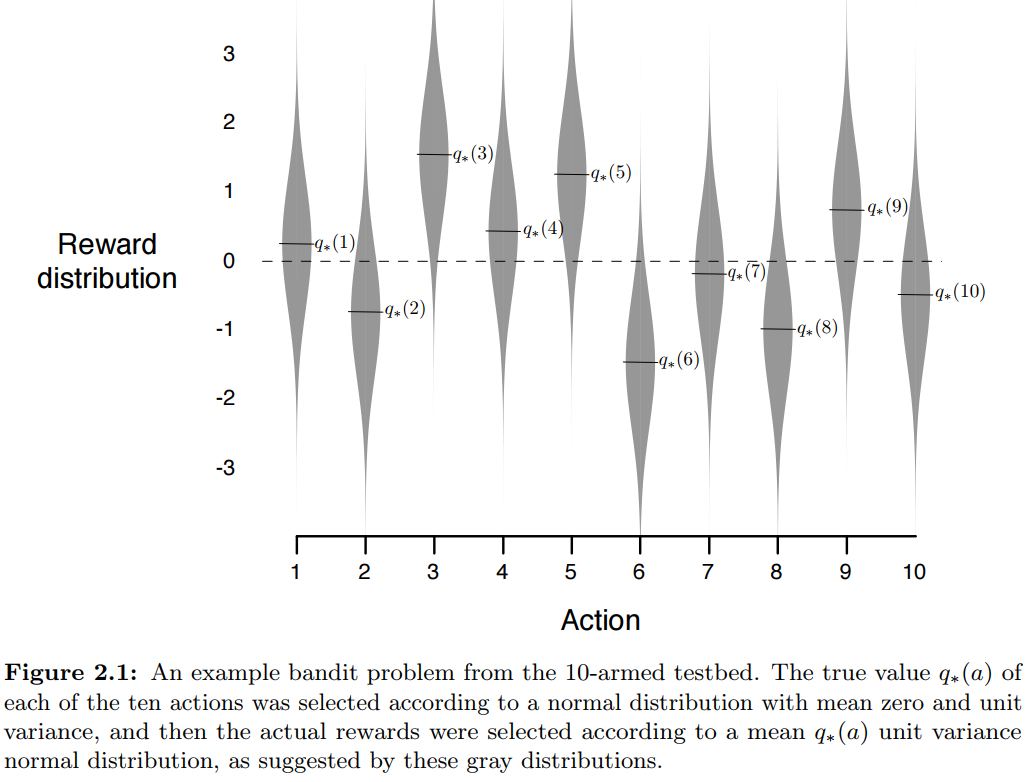 3
2
1
0
-1
-2
-3
Reward
distribution
q∗(1)
q∗(2)
q∗(3)
q∗(4)
q∗(5)
q∗(6)
q∗(7)
q∗(8)
q∗(9)
q∗(10)
1 2 3 4 5 6 7 8 9 10
Action
Figure 2.1: An example bandit problem from the 10-armed testbed. The true value q∗(a) of
each of the ten actions was selected according to a normal distribution with mean zero and unit
variance, and then the actual rewards were selected according to a mean q∗(a) unit variance
normal distribution, as suggested by these gray distributions.